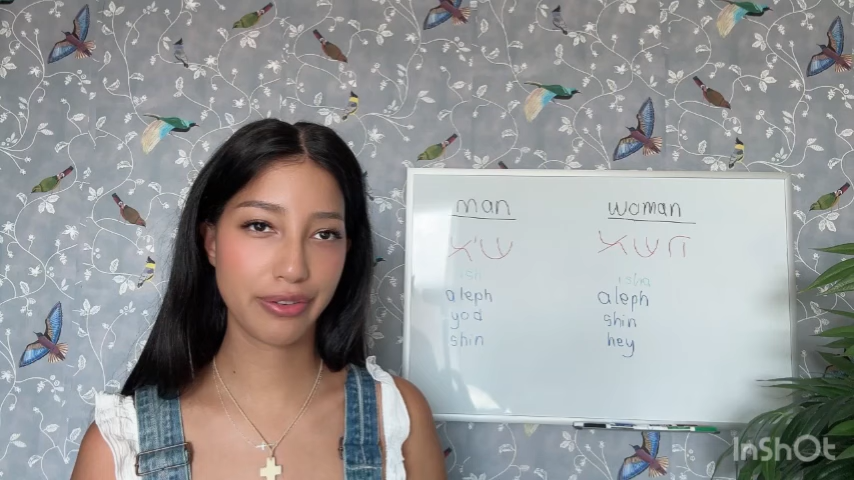 man
איש
ish
aleph
yod
shin
woman
אשה
isha
aleph
shin
hey
InShOt